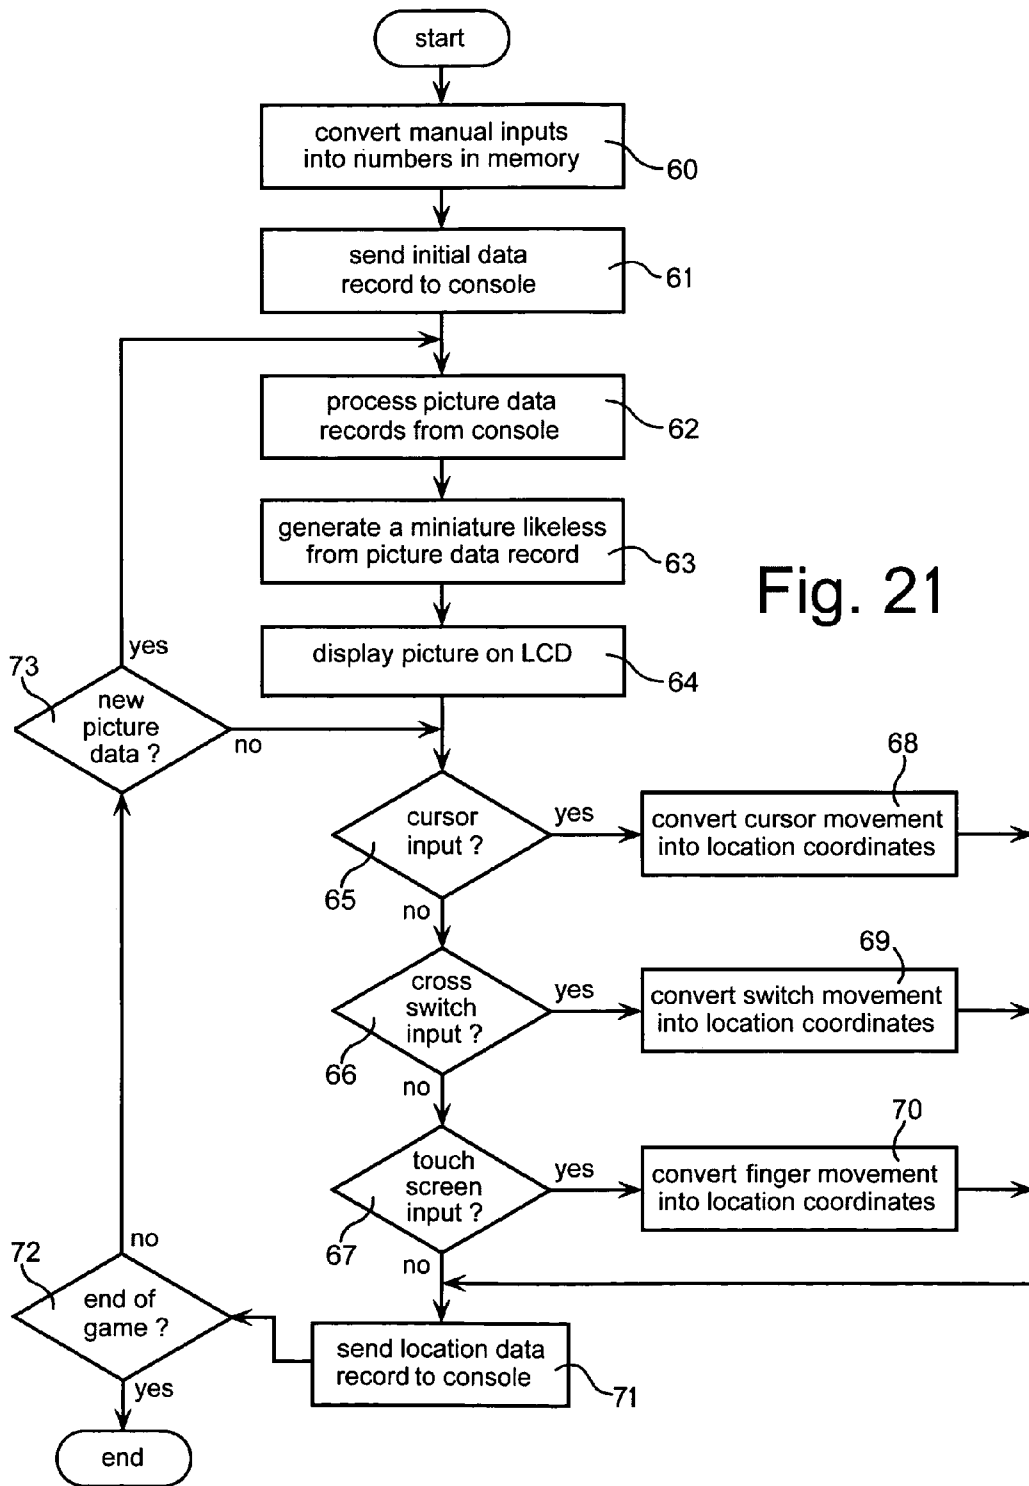 start
convert manual inputs
into numbers in memory
60
send initial data
record to console
61
process picture data
records from console
62
generate a miniature likeless
from picture data record
63
Fig. 21
display picture on LCD
64
yes
73
new
picture
data ?
no
cursor
input ?
65
yes
no
68
convert cursor movement
into location coordinates
cross
switch
input ?
66
yes
no
69
convert switch movement
into location coordinates
touch
screen
input ?
67
yes
no
70
convert finger movement
into location coordinates
72
no
end of
game ?
yes
send location data
record to console
71
end